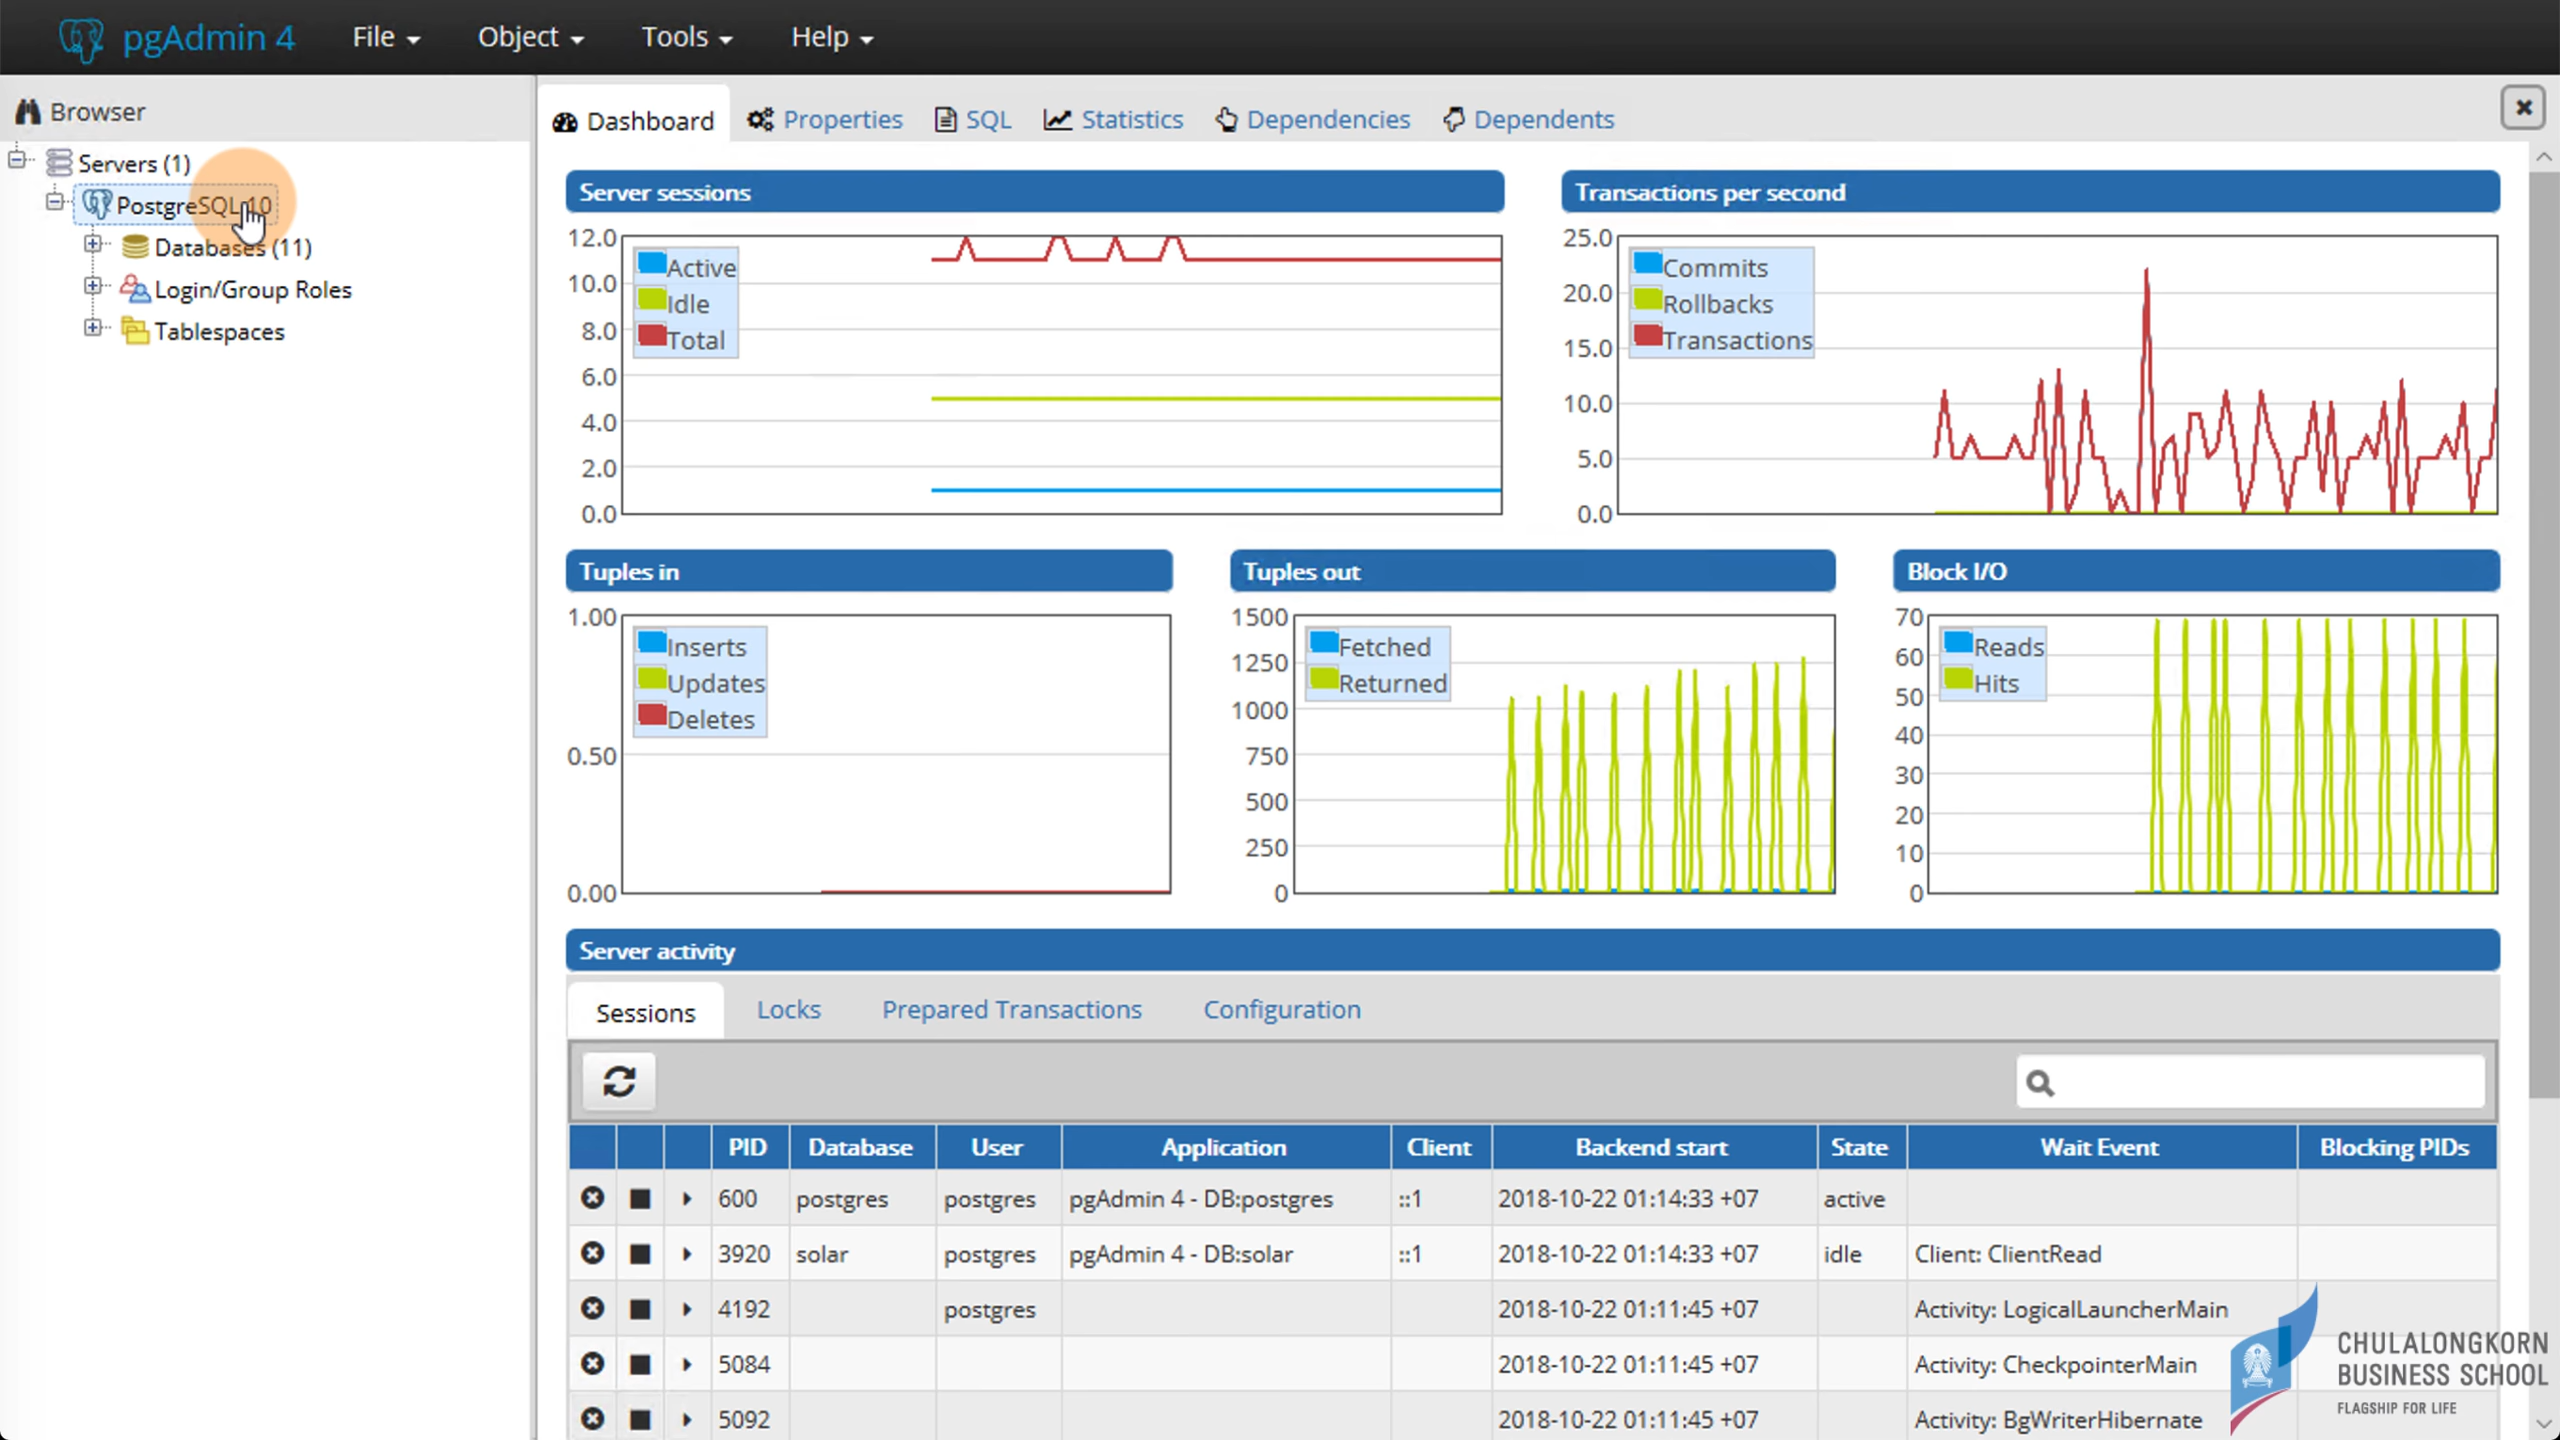 pgAdmin 4 File Object Tools Help
Browser
Servers (1)
PostgreSQL 10
Databases (11)
Login/Group Roles
Tablespaces
Dashboard Properties SQL Statistics Dependencies Dependents
Server sessions
12.0
10.0
8.0
6.0
4.0
2.0
0.0
Active
Idle
Total
Transactions per second
25.0
20.0
15.0
10.0
5.0
0.0
Commits
Rollbacks
Transactions
Tuples in
1.00
0.50
0.00
Inserts
Updates
Deletes
Tuples out
1500
1250
1000
750
500
250
0
Fetched
Returned
Block I/O
70
60
50
40
30
20
10
0
Reads
Hits
Server activity
Sessions Locks Prepared Transactions Configuration
PID Database User Application Client Backend start State Wait Event Blocking PIDs
600 postgres postgres pgAdmin 4 - DB:postgres ::1 2018-10-22 01:14:33 +07 active
3920 solar postgres pgAdmin 4 - DB:solar ::1 2018-10-22 01:14:33 +07 idle Client: ClientRead
4192 postgres 2018-10-22 01:11:45 +07 Activity: LogicalLauncherMain
5084 2018-10-22 01:11:45 +07 Activity: CheckpointerMain
5092 2018-10-22 01:11:45 +07 Activity: BgWriterHibernate
CHULALONGKORN
BUSINESS SCHOOL
FLAGSHIP FOR LIFE